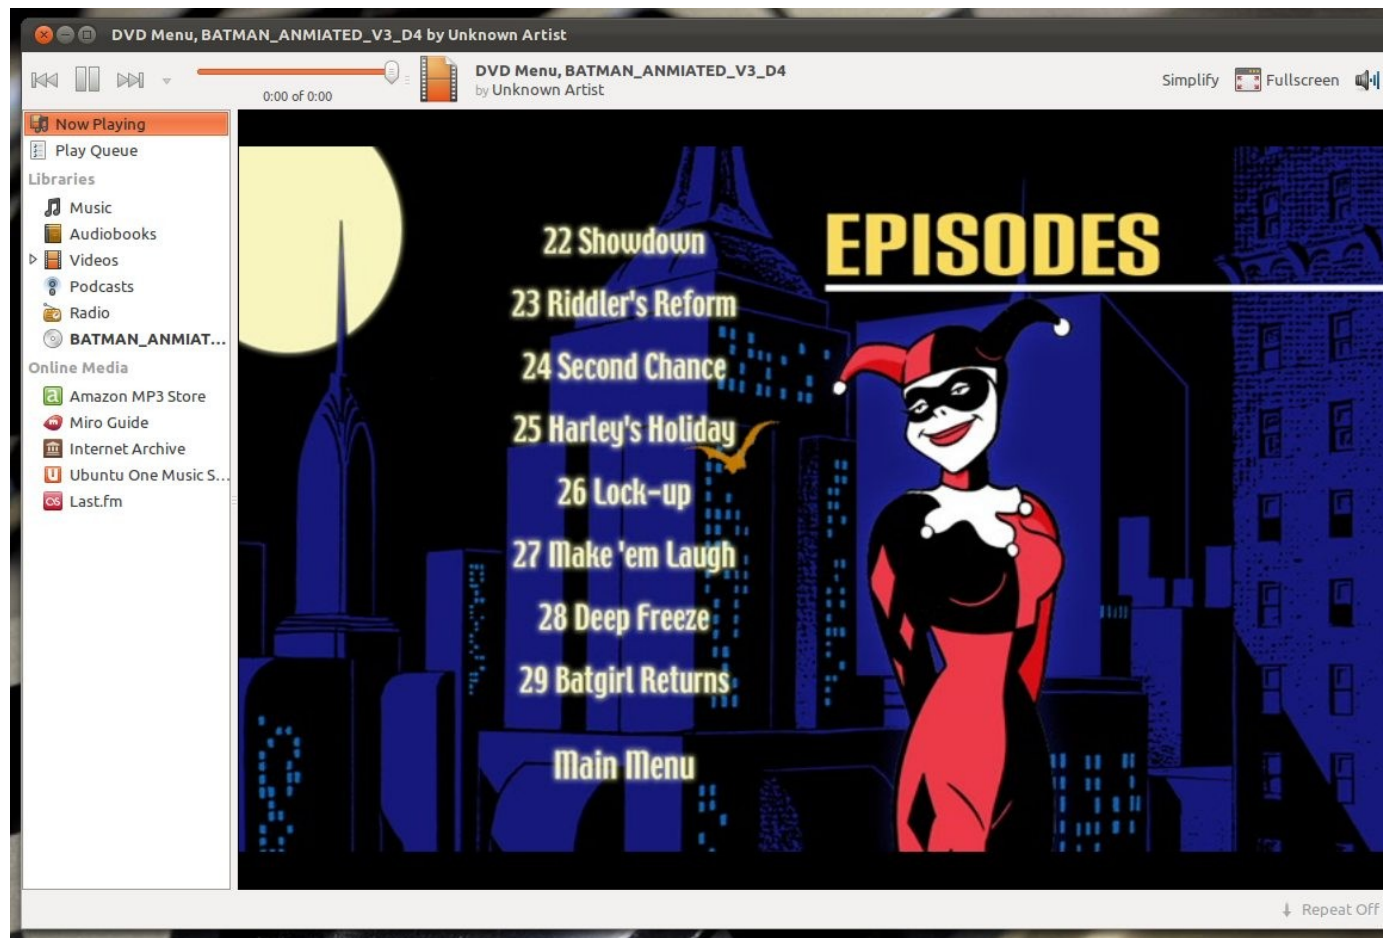 DVD Menu, BATMAN_ANMIATED_V3_D4 by Unknown Artist
0:00 of 0:00
DVD Menu, BATMAN_ANMIATED_V3_D4
by Unknown Artist
Simplify
Fullscreen
Now Playing
Play Queue
Libraries
Music
Audiobooks
Videos
Podcasts
Radio
BATMAN_ANMIAT...
Online Media
Amazon MP3 Store
Miro Guide
Internet Archive
Ubuntu One Music S...
Last.fm
EPISODES
22 Showdown
23 Riddler's Reform
24 Second Chance
25 Harley's Holiday
26 Lock-up
27 Make 'em Laugh
28 Deep Freeze
29 Batgirl Returns
Main Menu
Repeat Off